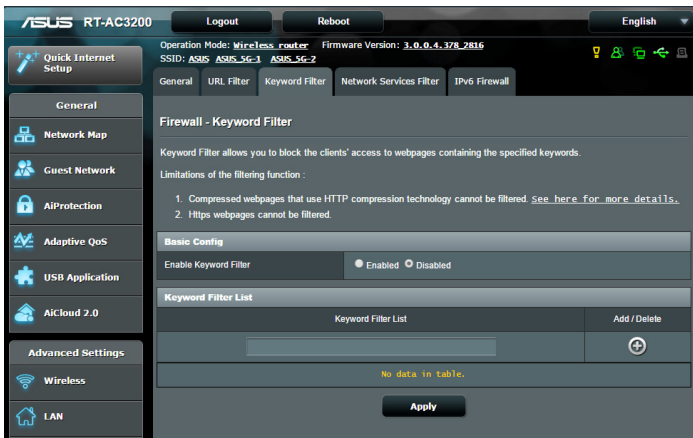 ASUS RT-AC3200
Logout
Reboot
English
Quick Internet Setup
Operation Mode: Wireless router Firmware Version: 3.0.0.4.378_2816
SSID: ASUS ASUS_5G-1 ASUS_5G-2
General
URL Filter
Keyword Filter
Network Services Filter
IPv6 Firewall
General
Network Map
Guest Network
AiProtection
Adaptive QoS
USB Application
AiCloud 2.0
Advanced Settings
Wireless
LAN
Firewall - Keyword Filter
Keyword Filter allows you to block the clients' access to webpages containing the specified keywords.
Limitations of the filtering function :
1. Compressed webpages that use HTTP compression technology cannot be filtered. See here for more details.
2. Https webpages cannot be filtered.
Basic Config
Enable Keyword Filter
Enabled Disabled
Keyword Filter List
Keyword Filter List
Add / Delete
No data in table.
Apply